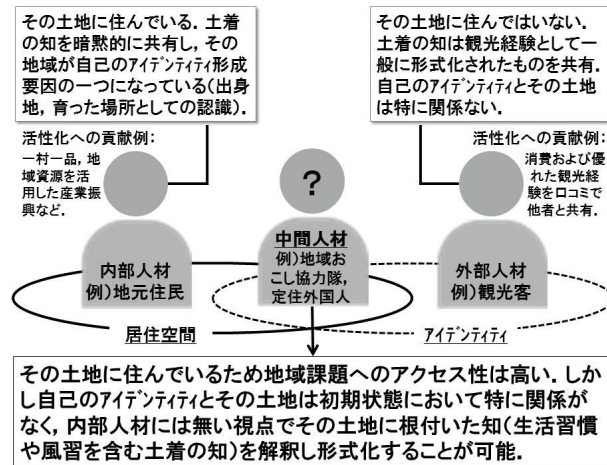 その土地に住んでいる．土着
の知を暗黙的に共有し，その
地域が自己のｱｲﾃﾞﾝﾃｨﾃｨ形成
要因の一つになっている(出身
地，育った場所としての認識)．
その土地に住んではいない．
土着の知は観光経験として一
般に形式化されたものを共有．
自己のｱｲﾃﾞﾝﾃｨﾃｨとその土地
は特に関係ない．
活性化への貢献例：
一村一品，地
域資源を活
用した産業振
興など．
活性化への貢献例：
消費および優
れた観光経
験を口コミで
他者と共有．
？
内部人材
例)地元住民
中間人材
例)地域お
こし協力隊，
定住外国人
外部人材
例)観光客
居住空間
ｱｲﾃﾞﾝﾃｨﾃｨ
その土地に住んでいるため地域課題へのアクセス性は高い．しか
し自己のｱｲﾃﾞﾝﾃｨﾃｨとその土地は初期状態において特に関係が
なく，内部人材には無い視点でその土地に根付いた知(生活習慣
や風習を含む土着の知)を解釈し形式化することが可能．